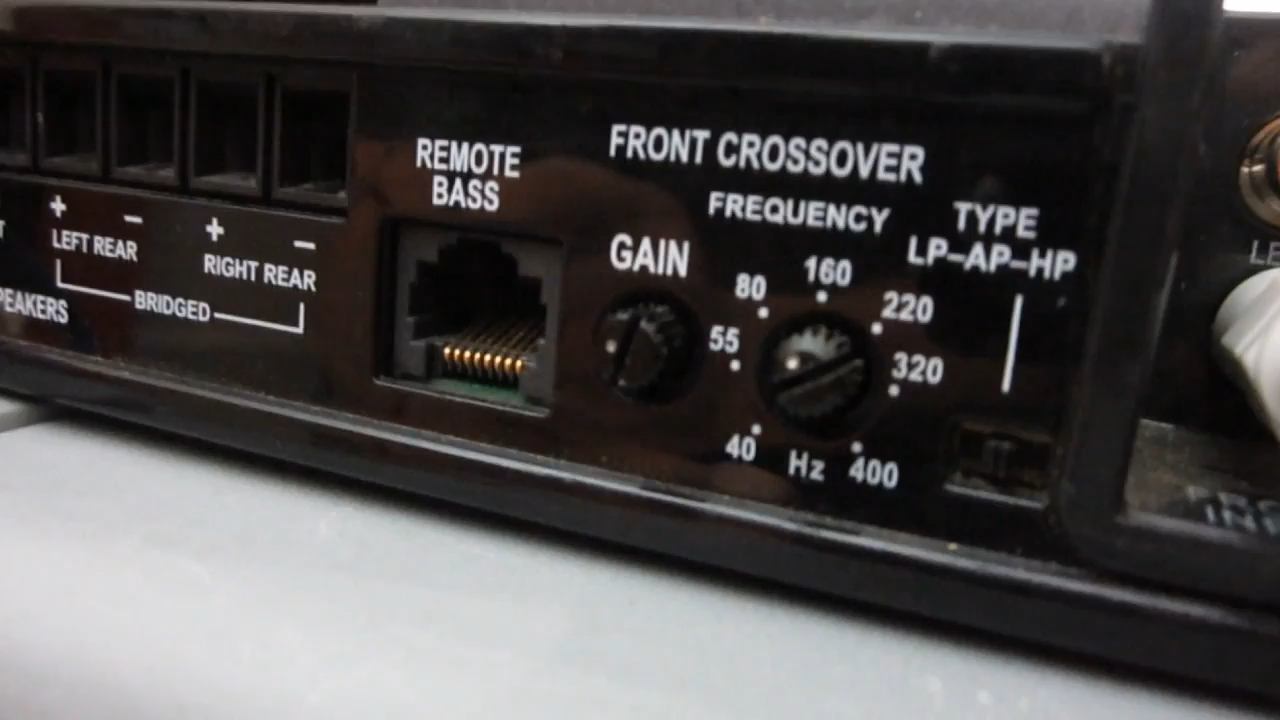 REMOTE
BASS
FRONT CROSSOVER
FREQUENCY
TYPE
LP-AP-HP
GAIN
80
160
220
55
320
40
Hz
400
+ −
+ −
LEFT REAR
RIGHT REAR
BRIDGED